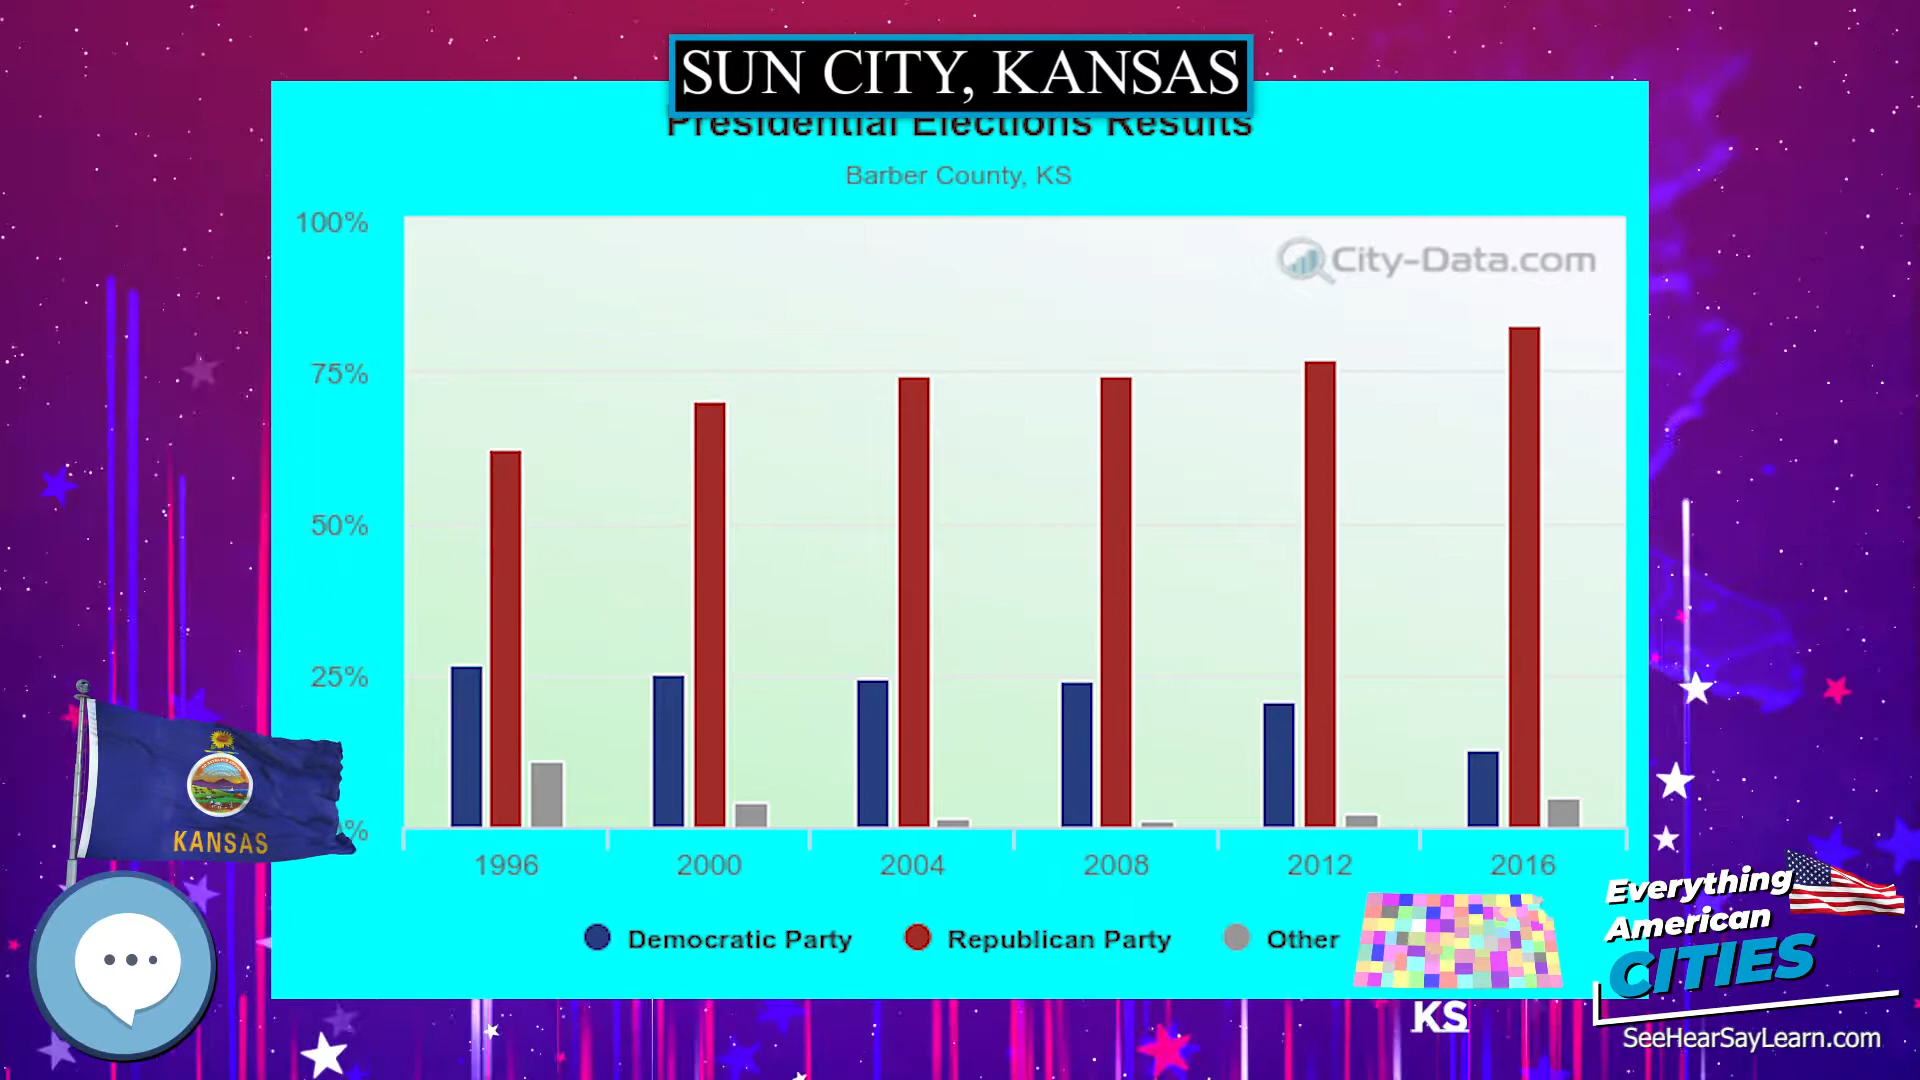 SUN CITY, KANSAS
Presidential Elections Results
Barber County, KS
100%
City-Data.com
75%
50%
25%
%
KANSAS
1996 2000 2004 2008 2012 2016
Democratic Party Republican Party Other
KS
Everything
American
CITIES
SeeHearSayLearn.com